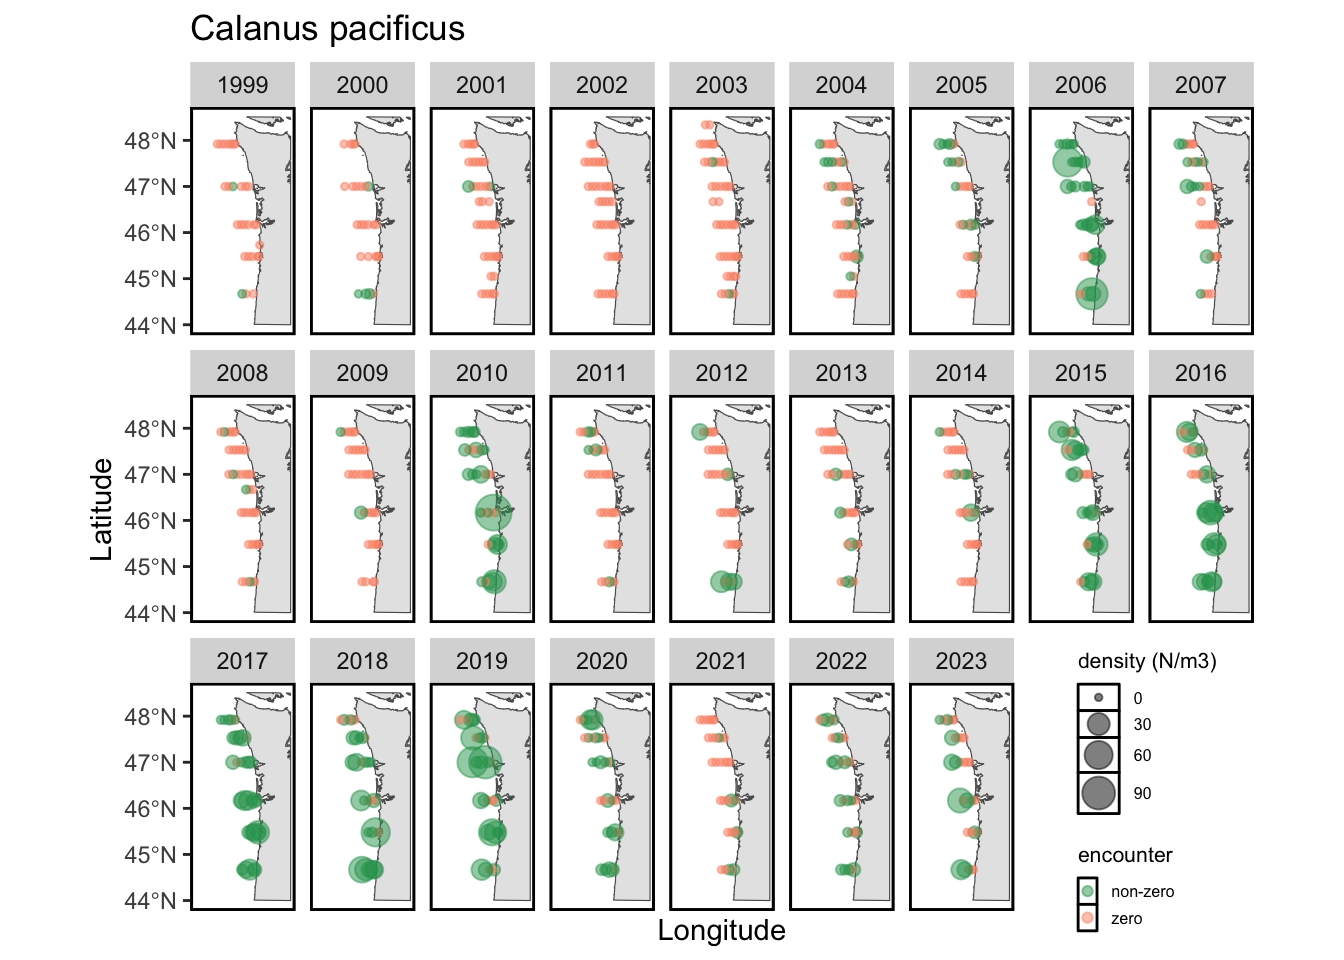 Calanus pacificus
1999 2000 2001 2002 2003 2004 2005 2006 2007
48°N
47°N
46°N
45°N
44°N
2008 2009 2010 2011 2012 2013 2014 2015 2016
48°N
47°N
46°N
45°N
44°N
Latitude
2017 2018 2019 2020 2021 2022 2023
48°N
47°N
46°N
45°N
44°N
Longitude
density (N/m3)
0
30
60
90
encounter
non-zero
zero